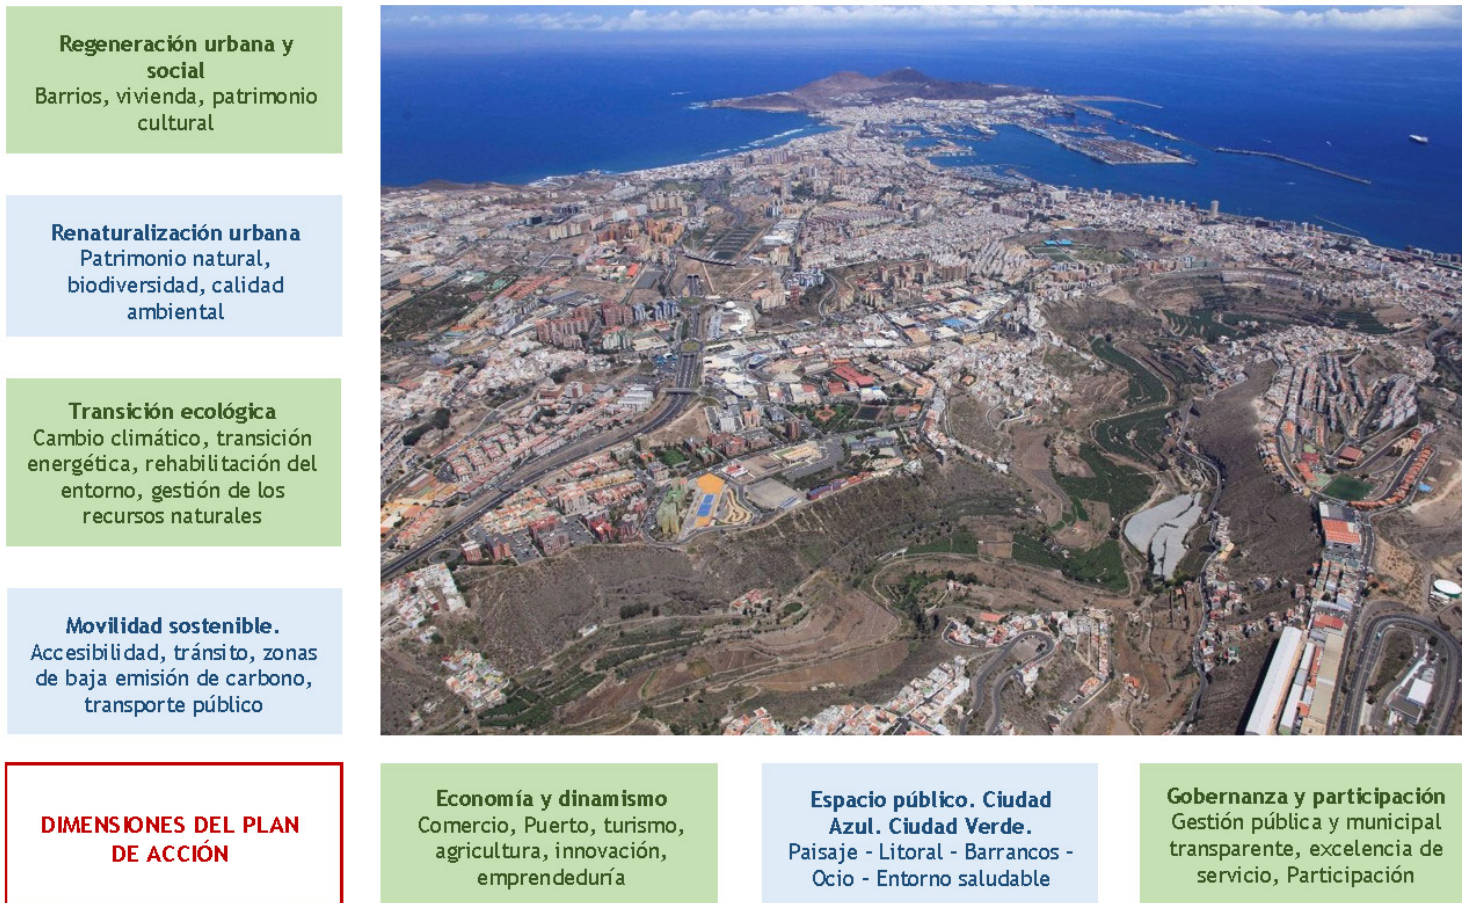 Regeneración urbana y
social
Barrios, vivienda, patrimonio
cultural
Renaturalización urbana
Patrimonio natural,
biodiversidad, calidad
ambiental
Transición ecológica
Cambio climático, transición
energética, rehabilitación del
entorno, gestión de los
recursos naturales
Movilidad sostenible.
Accesibilidad, tránsito, zonas
de baja emisión de carbono,
transporte público
DIMENSIONES DEL PLAN
DE ACCIÓN
Economía y dinamismo
Comercio, Puerto, turismo,
agricultura, innovación,
emprendeduría
Espacio público. Ciudad
Azul. Ciudad Verde.
Paisaje - Litoral - Barrancos -
Ocio - Entorno saludable
Gobernanza y participación
Gestión pública y municipal
transparente, excelencia de
servicio, Participación